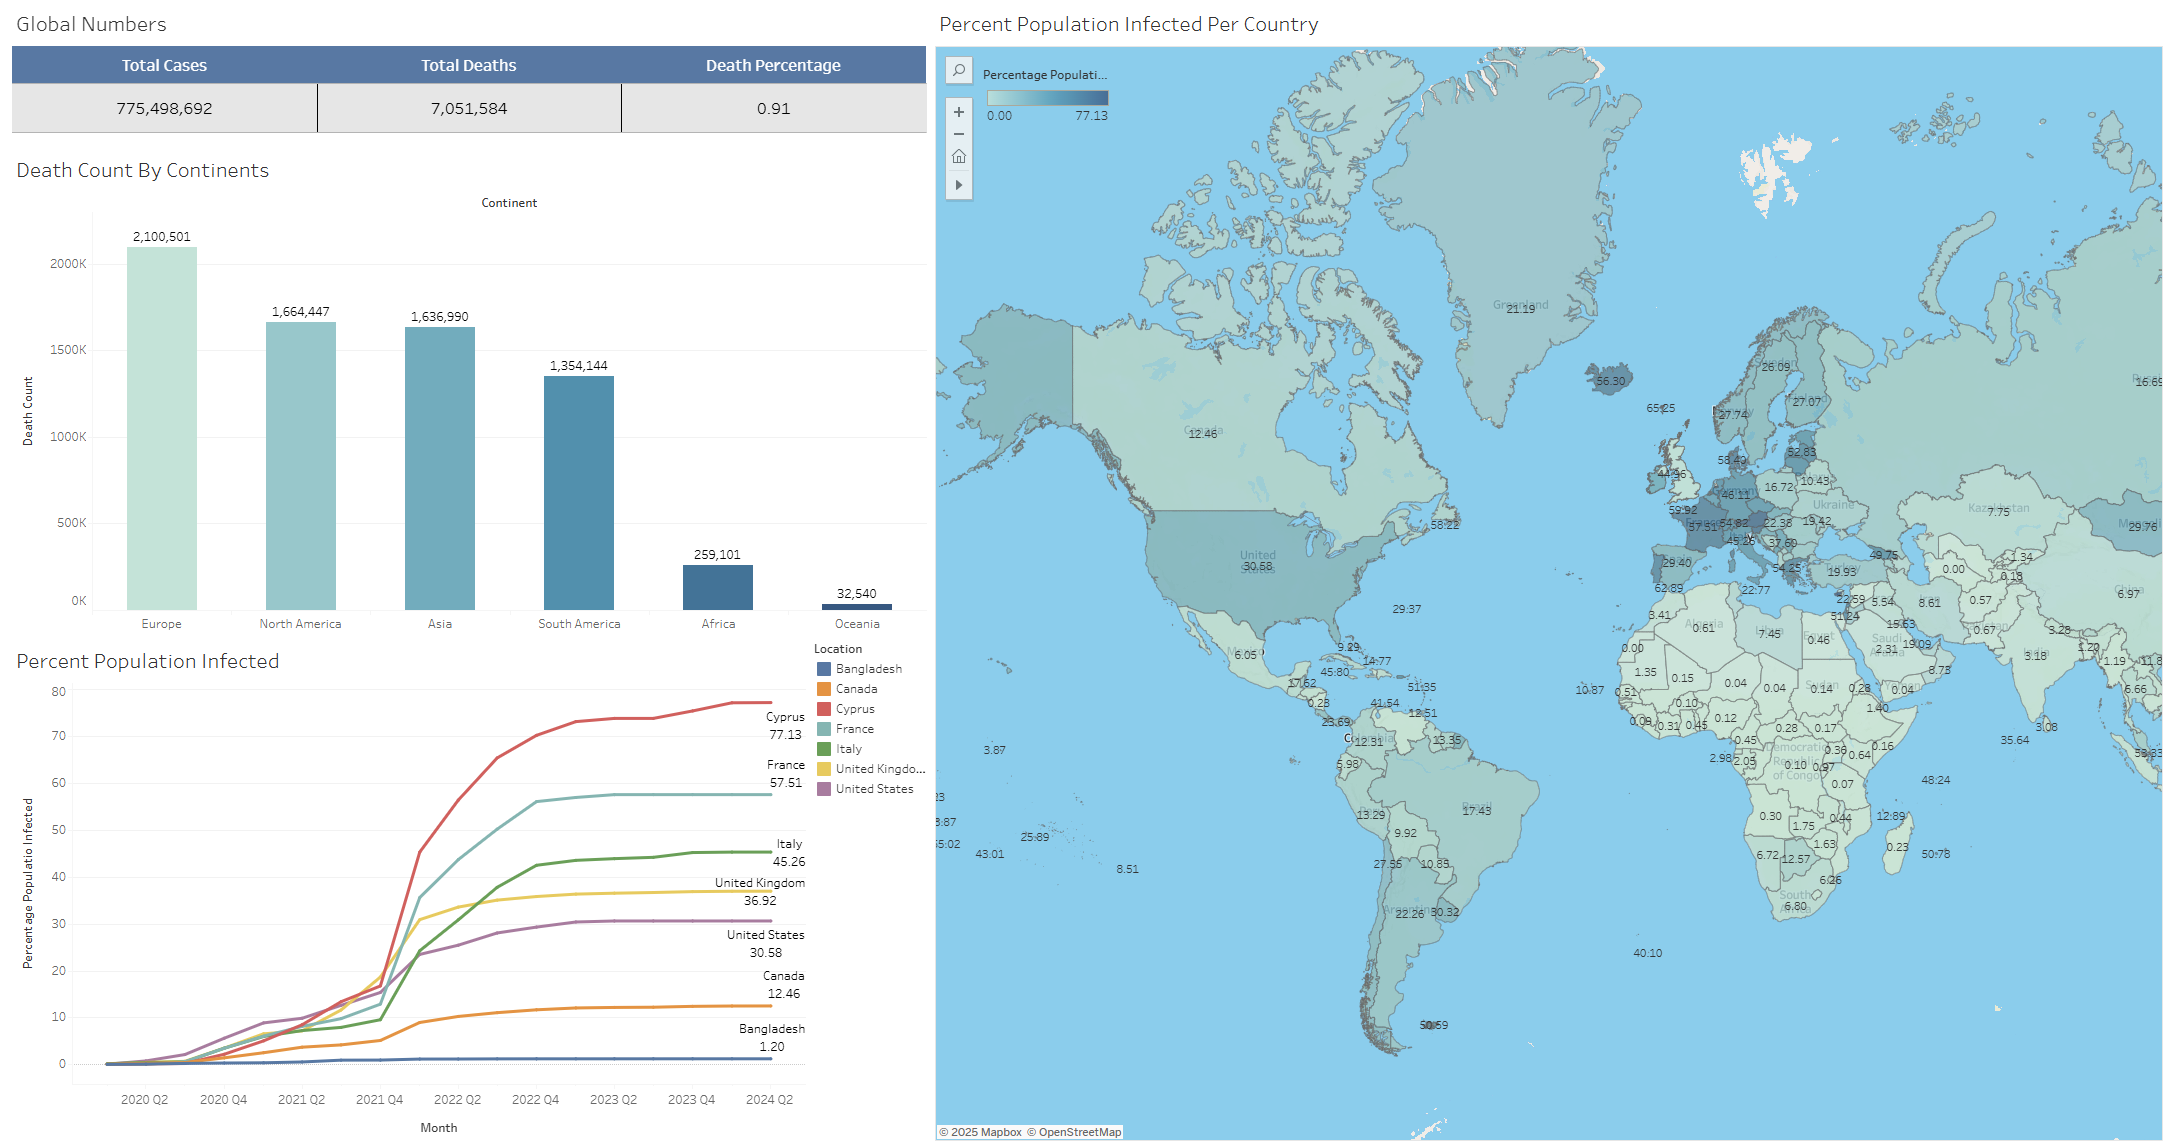 Global Numbers
Total Cases Total Deaths Death Percentage
775,498,692 7,051,584 0.91
Death Count By Continents
Continent
Death Count
2000K
1500K
1000K
500K
0K
2,100,501
1,664,447
1,636,990
1,354,144
259,101
32,540
Europe North America Asia South America Africa Oceania
Percent Population Infected
Percentage Populatio Infected
80
70
60
50
40
30
20
10
0
Cyprus
77.13
France
57.51
Italy
45.26
United Kingdom
36.92
United States
30.58
Canada
12.46
Bangladesh
1.20
2020 Q2 2020 Q4 2021 Q2 2021 Q4 2022 Q2 2022 Q4 2023 Q2 2023 Q4 2024 Q2
Month
Location
Bangladesh
Canada
Cyprus
France
Italy
United Kingdo...
United States
Percent Population Infected Per Country
Percentage Populati...
0.00 77.13
Greenland
21.19
56.30
65.25
26.09
27.07
27.74
16.69
Canada
12.46
52.83
58.40
44.96
46.11
16.72
10.43
Ukraine
19.42
59.92
57.51
54.82
22.38
45.26
37.60
58.22
United
States
30.58
29.40
54.25
49.75
Turkey
19.93
Kazakhstan
7.75
29.76
1.34
0.00
0.18
China
6.97
62.89
22.77
22.59
5.54
8.61
0.57
29.37
3.41
Algeria
0.61
Libya
7.45
Egypt
0.46
51.24
15.63
0.67
3.28
Saudi
Arabia
2.31
19.09
India
3.18
1.20
1.19
Mexico
6.05
9.29
14.77
45.80
17.62
0.23
51.35
41.54
12.51
23.69
Colombia
12.31
13.35
5.98
0.00
1.35
0.15
0.04
0.04
Sudan
0.14
0.28
Yemen
0.04
8.73
6.66
10.87
0.51
0.10
0.12
1.40
0.09
0.31
0.45
0.28
0.17
3.08
0.45
0.36
0.16
35.64
2.98
2.05
Democratic
Republic
of Congo
0.10
0.97
0.64
3.87
0.07
48.24
Peru
13.29
Brazil
17.43
9.92
0.30
1.75
0.44
12.89
25.89
43.01
8.51
1.63
0.23
50.78
27.55
10.85
6.72
12.57
6.26
Argentina
22.26
30.32
South
Africa
6.80
40.10
50.59
© 2025 Mapbox © OpenStreetMap